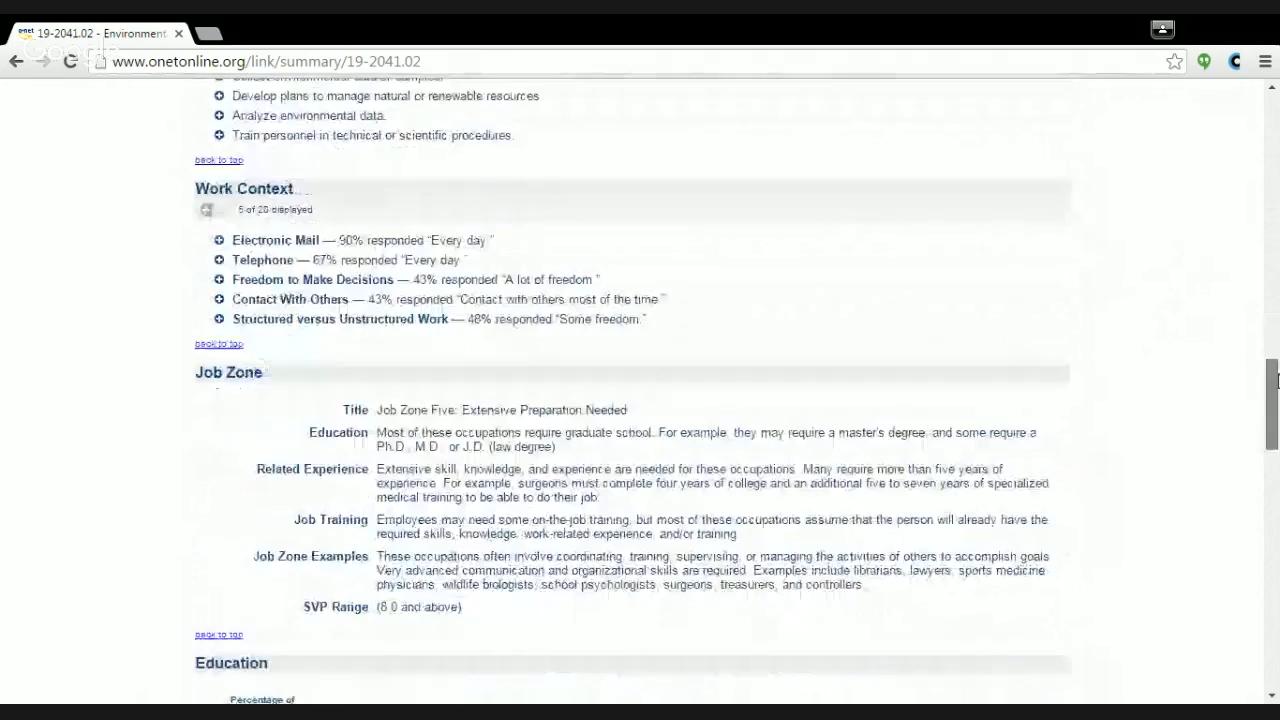 19-2041.02 - Environment
Google
www.onetonline.org/link/summary/19-2041.02
Develop plans to manage natural or renewable resources
Analyze environmental data.
Train personnel in technical or scientific procedures.
back to top
Work Context
5 of 20 displayed
Electronic Mail — 90% responded “Every day ”
Telephone — 67% responded “Every day ”
Freedom to Make Decisions — 43% responded “A lot of freedom ”
Contact With Others — 43% responded “Contact with others most of the time ”
Structured versus Unstructured Work — 48% responded “Some freedom.”
back to top
Job Zone
Title Job Zone Five: Extensive Preparation Needed
Education Most of these occupations require graduate school. For example, they may require a master's degree, and some require a
Ph.D., M.D., or J.D. (law degree)
Related Experience Extensive skill, knowledge, and experience are needed for these occupations. Many require more than five years of
experience. For example, surgeons must complete four years of college and an additional five to seven years of specialized
medical training to be able to do their job.
Job Training Employees may need some on-the-job training, but most of these occupations assume that the person will already have the
required skills, knowledge, work-related experience, and/or training.
Job Zone Examples These occupations often involve coordinating, training, supervising, or managing the activities of others to accomplish goals.
Very advanced communication and organizational skills are required. Examples include librarians, lawyers, sports medicine
physicians, wildlife biologists, school psychologists, surgeons, treasurers, and controllers.
SVP Range (8.0 and above)
back to top
Education
Percentage of